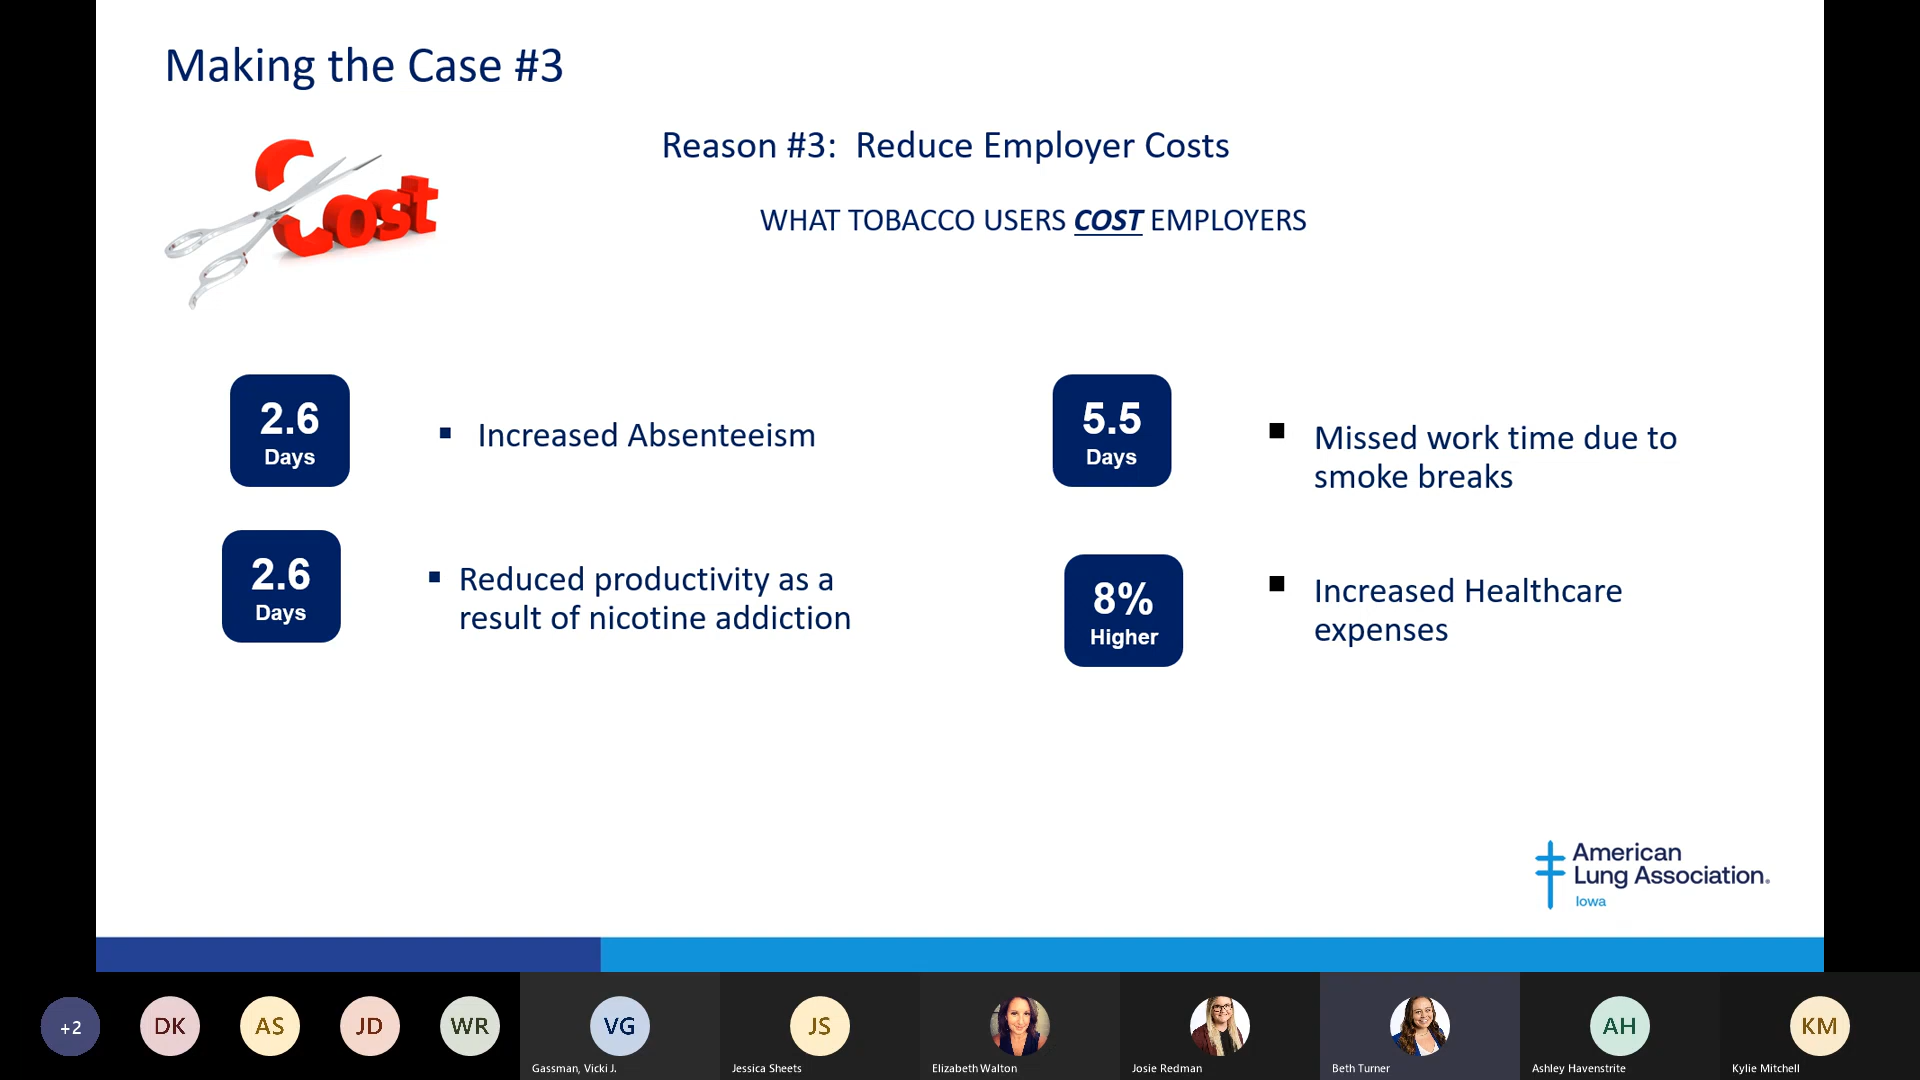 Making the Case #3
Cost
Reason #3: Reduce Employer Costs
WHAT TOBACCO USERS COST EMPLOYERS
2.6
Days
▪ Increased Absenteeism
5.5
Days
▪ Missed work time due to
smoke breaks
2.6
Days
▪ Reduced productivity as a
result of nicotine addiction
8%
Higher
▪ Increased Healthcare
expenses
American
Lung Association.
Iowa
+2
DK
AS
JD
WR
VG
Gassman, Vicki J.
JS
Jessica Sheets
Elizabeth Walton
Josie Redman
Beth Turner
AH
Ashley Havenstrite
KM
Kylie Mitchell